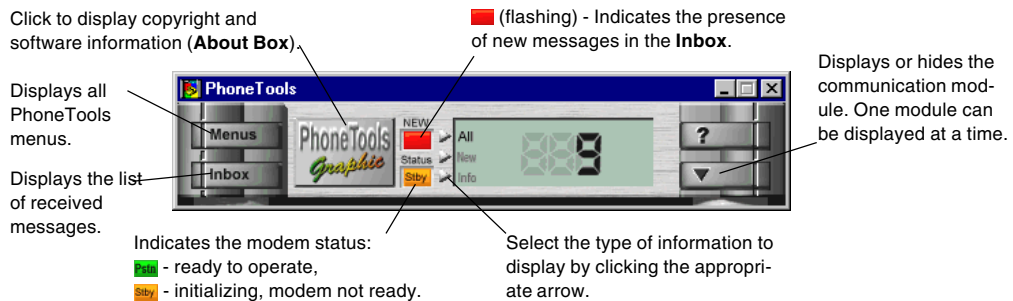 Click to display copyright and
software information (About Box).
(flashing) - Indicates the presence
of new messages in the Inbox.
Displays or hides the
communication mod-
ule. One module can
be displayed at a time.
Displays all
PhoneTools
menus.
Displays the list
of received
messages.
PhoneTools
Menus
Inbox
PhoneTools
Graphic
NEW
Status
Stby
All
New
Info
9
?
Indicates the modem status:
Pstn - ready to operate,
Stby - initializing, modem not ready.
Select the type of information to
display by clicking the appropri-
ate arrow.